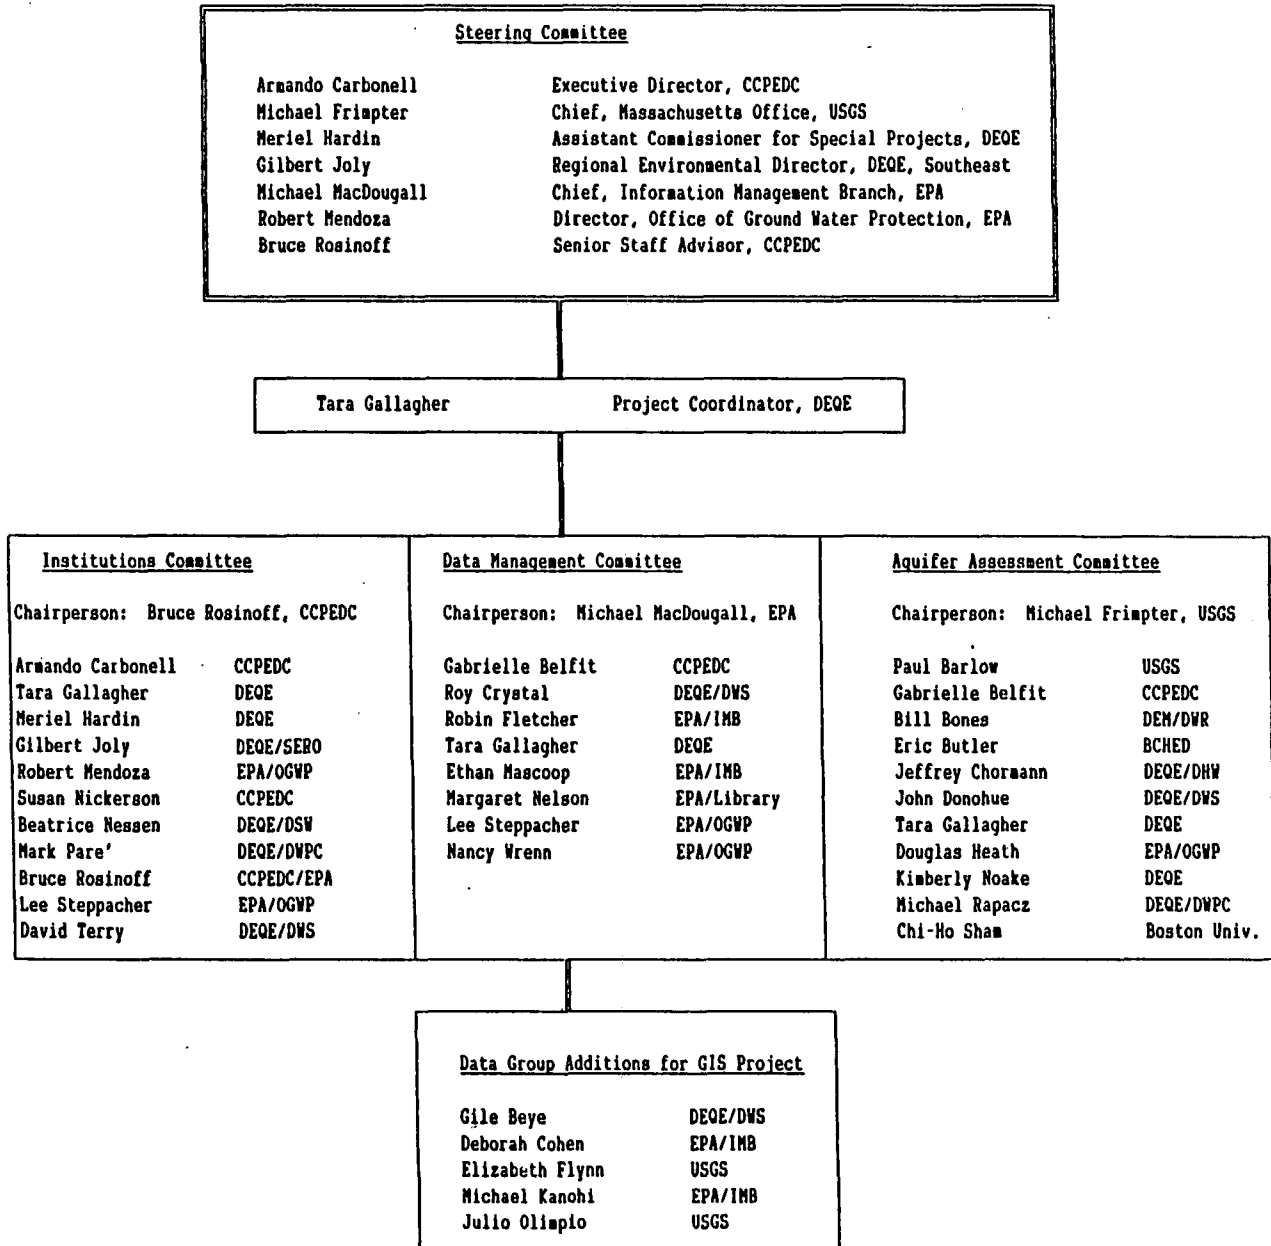 Steering Committee
Armando Carbonell Executive Director, CCPEDC
Michael Frimpter Chief, Massachusetts Office, USGS
Meriel Hardin Assistant Commissioner for Special Projects, DEQE
Gilbert Joly Regional Environmental Director, DEQE, Southeast
Michael MacDougall Chief, Information Management Branch, EPA
Robert Mendoza Director, Office of Ground Water Protection, EPA
Bruce Rosinoff Senior Staff Advisor, CCPEDC
Tara Gallagher Project Coordinator, DEQE
Institutions Committee
Chairperson: Bruce Rosinoff, CCPEDC
Armando Carbonell CCPEDC
Tara Gallagher DEQE
Meriel Hardin DEQE
Gilbert Joly DEQE/SERO
Robert Mendoza EPA/OGWP
Susan Nickerson CCPEDC
Beatrice Nessen DEQE/DSW
Mark Pare' DEQE/DWPC
Bruce Rosinoff CCPEDC/EPA
Lee Steppacher EPA/OGWP
David Terry DEQE/DWS
Data Management Committee
Chairperson: Michael MacDougall, EPA
Gabrielle Belfit CCPEDC
Roy Crystal DEQE/DWS
Robin Fletcher EPA/IMB
Tara Gallagher DEQE
Ethan Mascoop EPA/IMB
Margaret Nelson EPA/Library
Lee Steppacher EPA/OGWP
Nancy Wrenn EPA/OGWP
Aquifer Assessment Committee
Chairperson: Michael Frimpter, USGS
Paul Barlow USGS
Gabrielle Belfit CCPEDC
Bill Bones DEM/DWR
Eric Butler BCHED
Jeffrey Chormann DEQE/DHW
John Donohue DEQE/DWS
Tara Gallagher DEQE
Douglas Heath EPA/OGWP
Kimberly Noake DEQE
Michael Rapacz DEQE/DWPC
Chi-Ho Sham Boston Univ.
Data Group Additions for GIS Project
Gile Beye DEQE/DWS
Deborah Cohen EPA/IMB
Elizabeth Flynn USGS
Michael Kanohi EPA/IMB
Julio Olimpio USGS